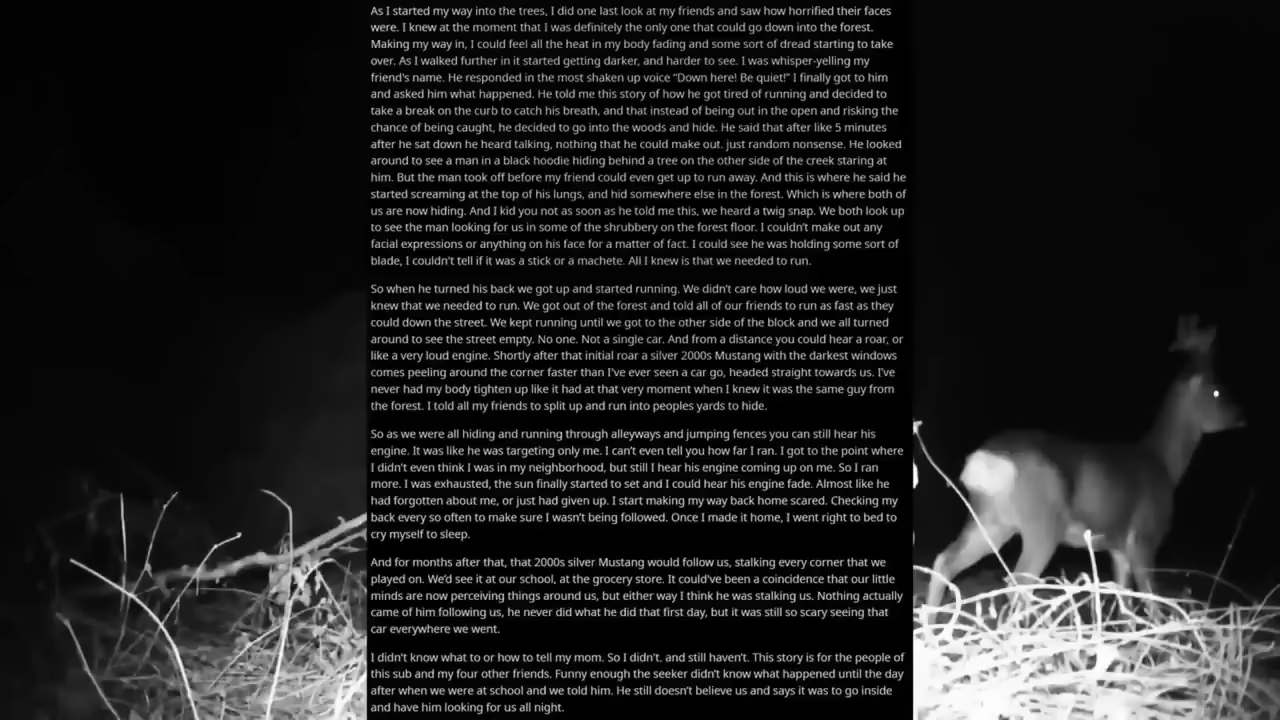 As I started my way into the trees, I did one last look at my friends and saw how horrified their faces
were. I knew at the moment that I was definitely the only one that could go down into the forest.
Making my way in, I could feel all the heat in my body fading and some sort of dread starting to take
over. As I walked further in it started getting darker, and harder to see. I was whisper-yelling my
friend's name. He responded in the most shaken up voice “Down here! Be quiet!” I finally got to him
and asked him what happened. He told me this story of how he got tired of running and decided to
take a break on the curb to catch his breath, and that instead of being out in the open and risking the
chance of being caught, he decided to go into the woods and hide. He said that after like 5 minutes
after he sat down he heard talking, nothing that he could make out. just random nonsense. He looked
around to see a man in a black hoodie hiding behind a tree on the other side of the creek staring at
him. But the man took off before my friend could even get up to run away. And this is where he said he
started screaming at the top of his lungs, and hid somewhere else in the forest. Which is where both of
us are now hiding. And I kid you not as soon as he told me this, we heard a twig snap. We both look up
to see the man looking for us in some of the shrubbery on the forest floor. I couldn’t make out any
facial expressions or anything on his face for a matter of fact. I could see he was holding some sort of
blade, I couldn't tell if it was a stick or a machete. All I knew is that we needed to run.
So when he turned his back we got up and started running. We didn’t care how loud we were, we just
knew that we needed to run. We got out of the forest and told all of our friends to run as fast as they
could down the street. We kept running until we got to the other side of the block and we all turned
around to see the street empty. No one. Not a single car. And from a distance you could hear a roar, or
like a very loud engine. Shortly after that initial roar a silver 2000s Mustang with the darkest windows
comes peeling around the corner faster than I’ve ever seen a car go, headed straight towards us. I’ve
never had my body tighten up like it had at that very moment when I knew it was the same guy from
the forest. I told all my friends to split up and run into peoples yards to hide.
So as we were all hiding and running through alleyways and jumping fences you can still hear his
engine. It was like he was targeting only me. I can’t even tell you how far I ran. I got to the point where
I didn’t even think I was in my neighborhood, but still I hear his engine coming up on me. So I ran
more. I was exhausted, the sun finally started to set and I could hear his engine fade. Almost like he
had forgotten about me, or just had given up. I start making my way back home scared. Checking my
back every so often to make sure I wasn’t being followed. Once I made it home, I went right to bed to
cry myself to sleep.
And for months after that, that 2000s silver Mustang would follow us, stalking every corner that we
played on. We’d see it at our school, at the grocery store. It could've been a coincidence that our little
minds are now perceiving things around us, but either way I think he was stalking us. Nothing actually
came of him following us, he never did what he did that first day, but it was still so scary seeing that
car everywhere we went.
I didn’t know what to or how to tell my mom. So I didn’t. and still haven’t. This story is for the people of
this sub and my four other friends. Funny enough the seeker didn’t know what happened until the day
after when we were at school and we told him. He still doesn’t believe us and says it was to go inside
and have him looking for us all night.